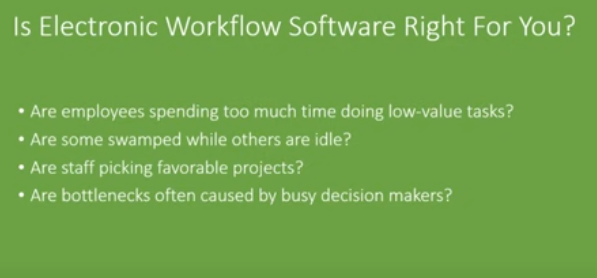 Is Electronic Workflow Software Right For You?
• Are employees spending too much time doing low-value tasks?
• Are some swamped while others are idle?
• Are staff picking favorable projects?
• Are bottlenecks often caused by busy decision makers?